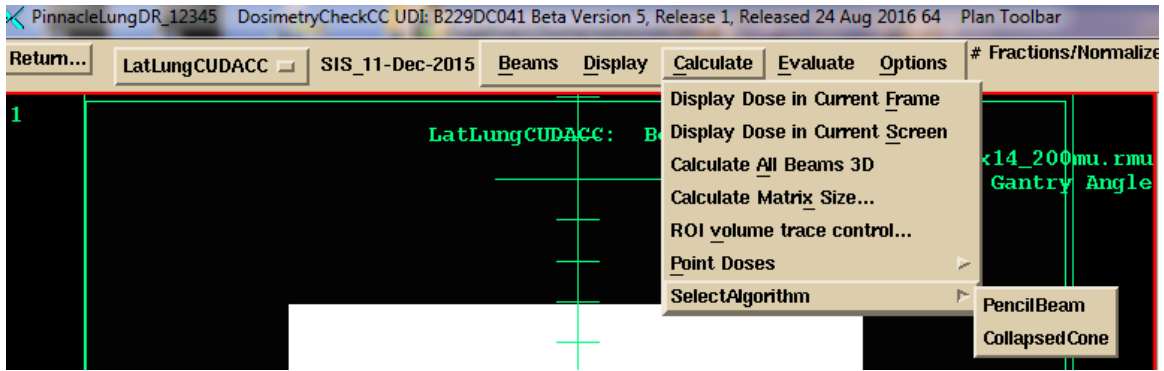 PinnacleLungDR_12345 DosimetryCheckCC UDI: B229DC041 Beta Version 5, Release 1, Released 24 Aug 2016 64 Plan Toolbar
Return... LatLungCUDACC SIS_11-Dec-2015 Beams Display Calculate Evaluate Options # Fractions/Normalize
1
LatLungCUDACC:
Display Dose in Current Frame
Display Dose in Current Screen
Calculate All Beams 3D
x14_200mu.rmu
Gantry Angle
Calculate Matrix Size...
ROI volume trace control...
Point Doses
SelectAlgorithm
PencilBeam
CollapsedCone